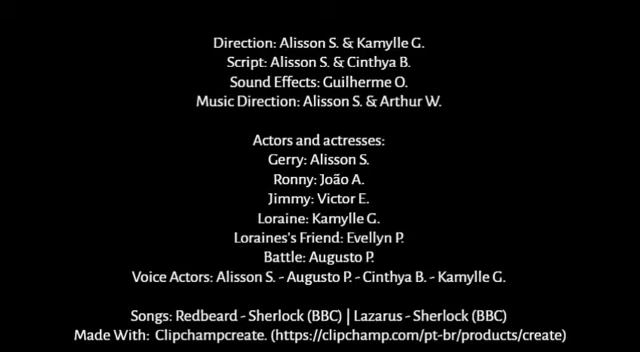 Direction: Alisson S. & Kamylle G.
Script: Alisson S. & Cinthya B.
Sound Effects: Guilherme O.
Music Direction: Alisson S. & Arthur W.
Actors and actresses:
Gerry: Alisson S.
Ronny: João A.
Jimmy: Victor E.
Loraine: Kamylle G.
Loraines's Friend: Evellyn P.
Battle: Augusto P.
Voice Actors: Alisson S. - Augusto P. - Cinthya B. - Kamylle G.
Songs: Redbeard - Sherlock (BBC) | Lazarus - Sherlock (BBC)
Made With: Clipchampcreate. (https://clipchamp.com/pt-br/products/create)